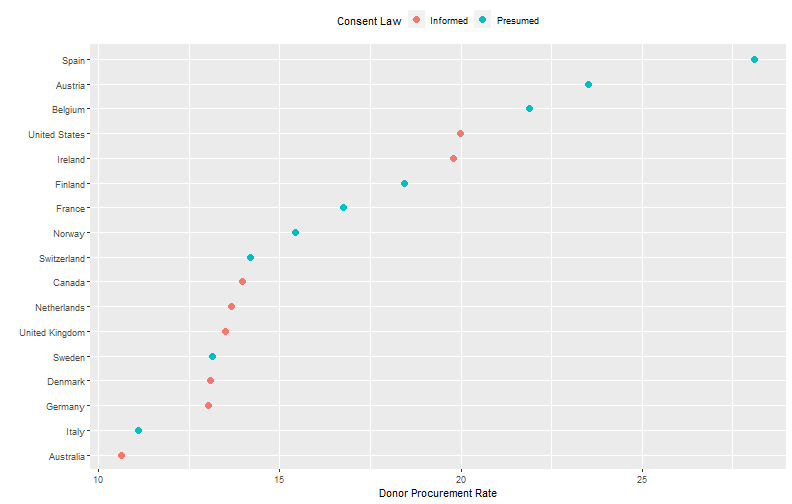 Consent Law Informed Presumed
Spain
Austria
Belgium
United States
Ireland
Finland
France
Norway
Switzerland
Canada
Netherlands
United Kingdom
Sweden
Denmark
Germany
Italy
Australia
10 15 20 25
Donor Procurement Rate